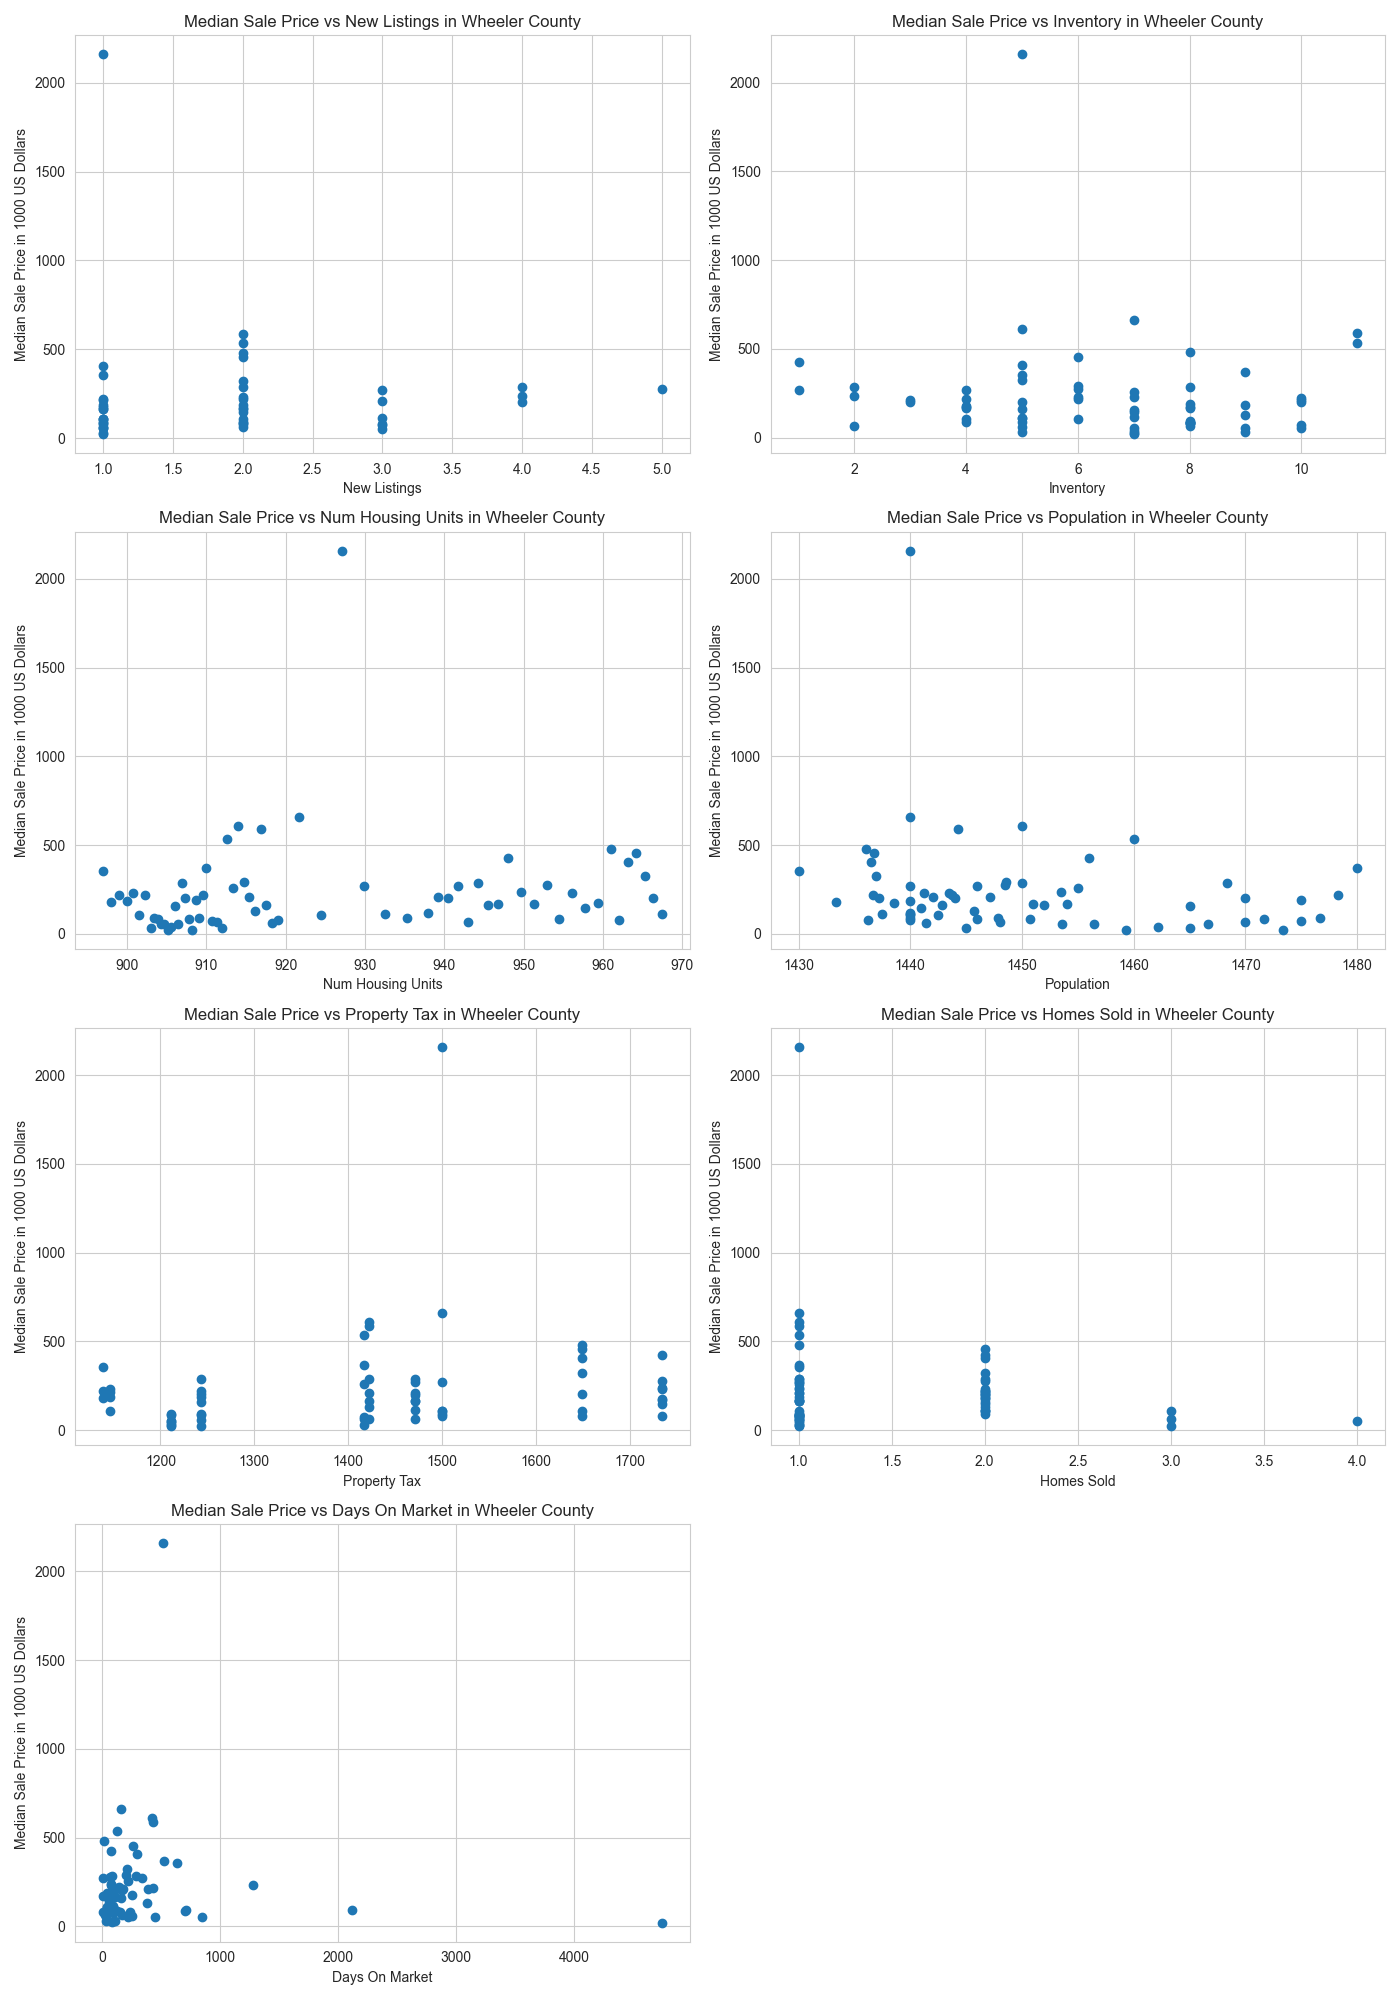 Median Sale Price vs New Listings in Wheeler County
Median Sale Price in 1000 US Dollars
2000
1500
1000
500
0
1.0 1.5 2.0 2.5 3.0 3.5 4.0 4.5 5.0
New Listings
Median Sale Price vs Inventory in Wheeler County
Median Sale Price in 1000 US Dollars
2000
1500
1000
500
0
2 4 6 8 10
Inventory
Median Sale Price vs Num Housing Units in Wheeler County
Median Sale Price in 1000 US Dollars
2000
1500
1000
500
0
900 910 920 930 940 950 960 970
Num Housing Units
Median Sale Price vs Population in Wheeler County
Median Sale Price in 1000 US Dollars
2000
1500
1000
500
0
1430 1440 1450 1460 1470 1480
Population
Median Sale Price vs Property Tax in Wheeler County
Median Sale Price in 1000 US Dollars
2000
1500
1000
500
0
1200 1300 1400 1500 1600 1700
Property Tax
Median Sale Price vs Homes Sold in Wheeler County
Median Sale Price in 1000 US Dollars
2000
1500
1000
500
0
1.0 1.5 2.0 2.5 3.0 3.5 4.0
Homes Sold
Median Sale Price vs Days On Market in Wheeler County
Median Sale Price in 1000 US Dollars
2000
1500
1000
500
0
0 1000 2000 3000 4000
Days On Market